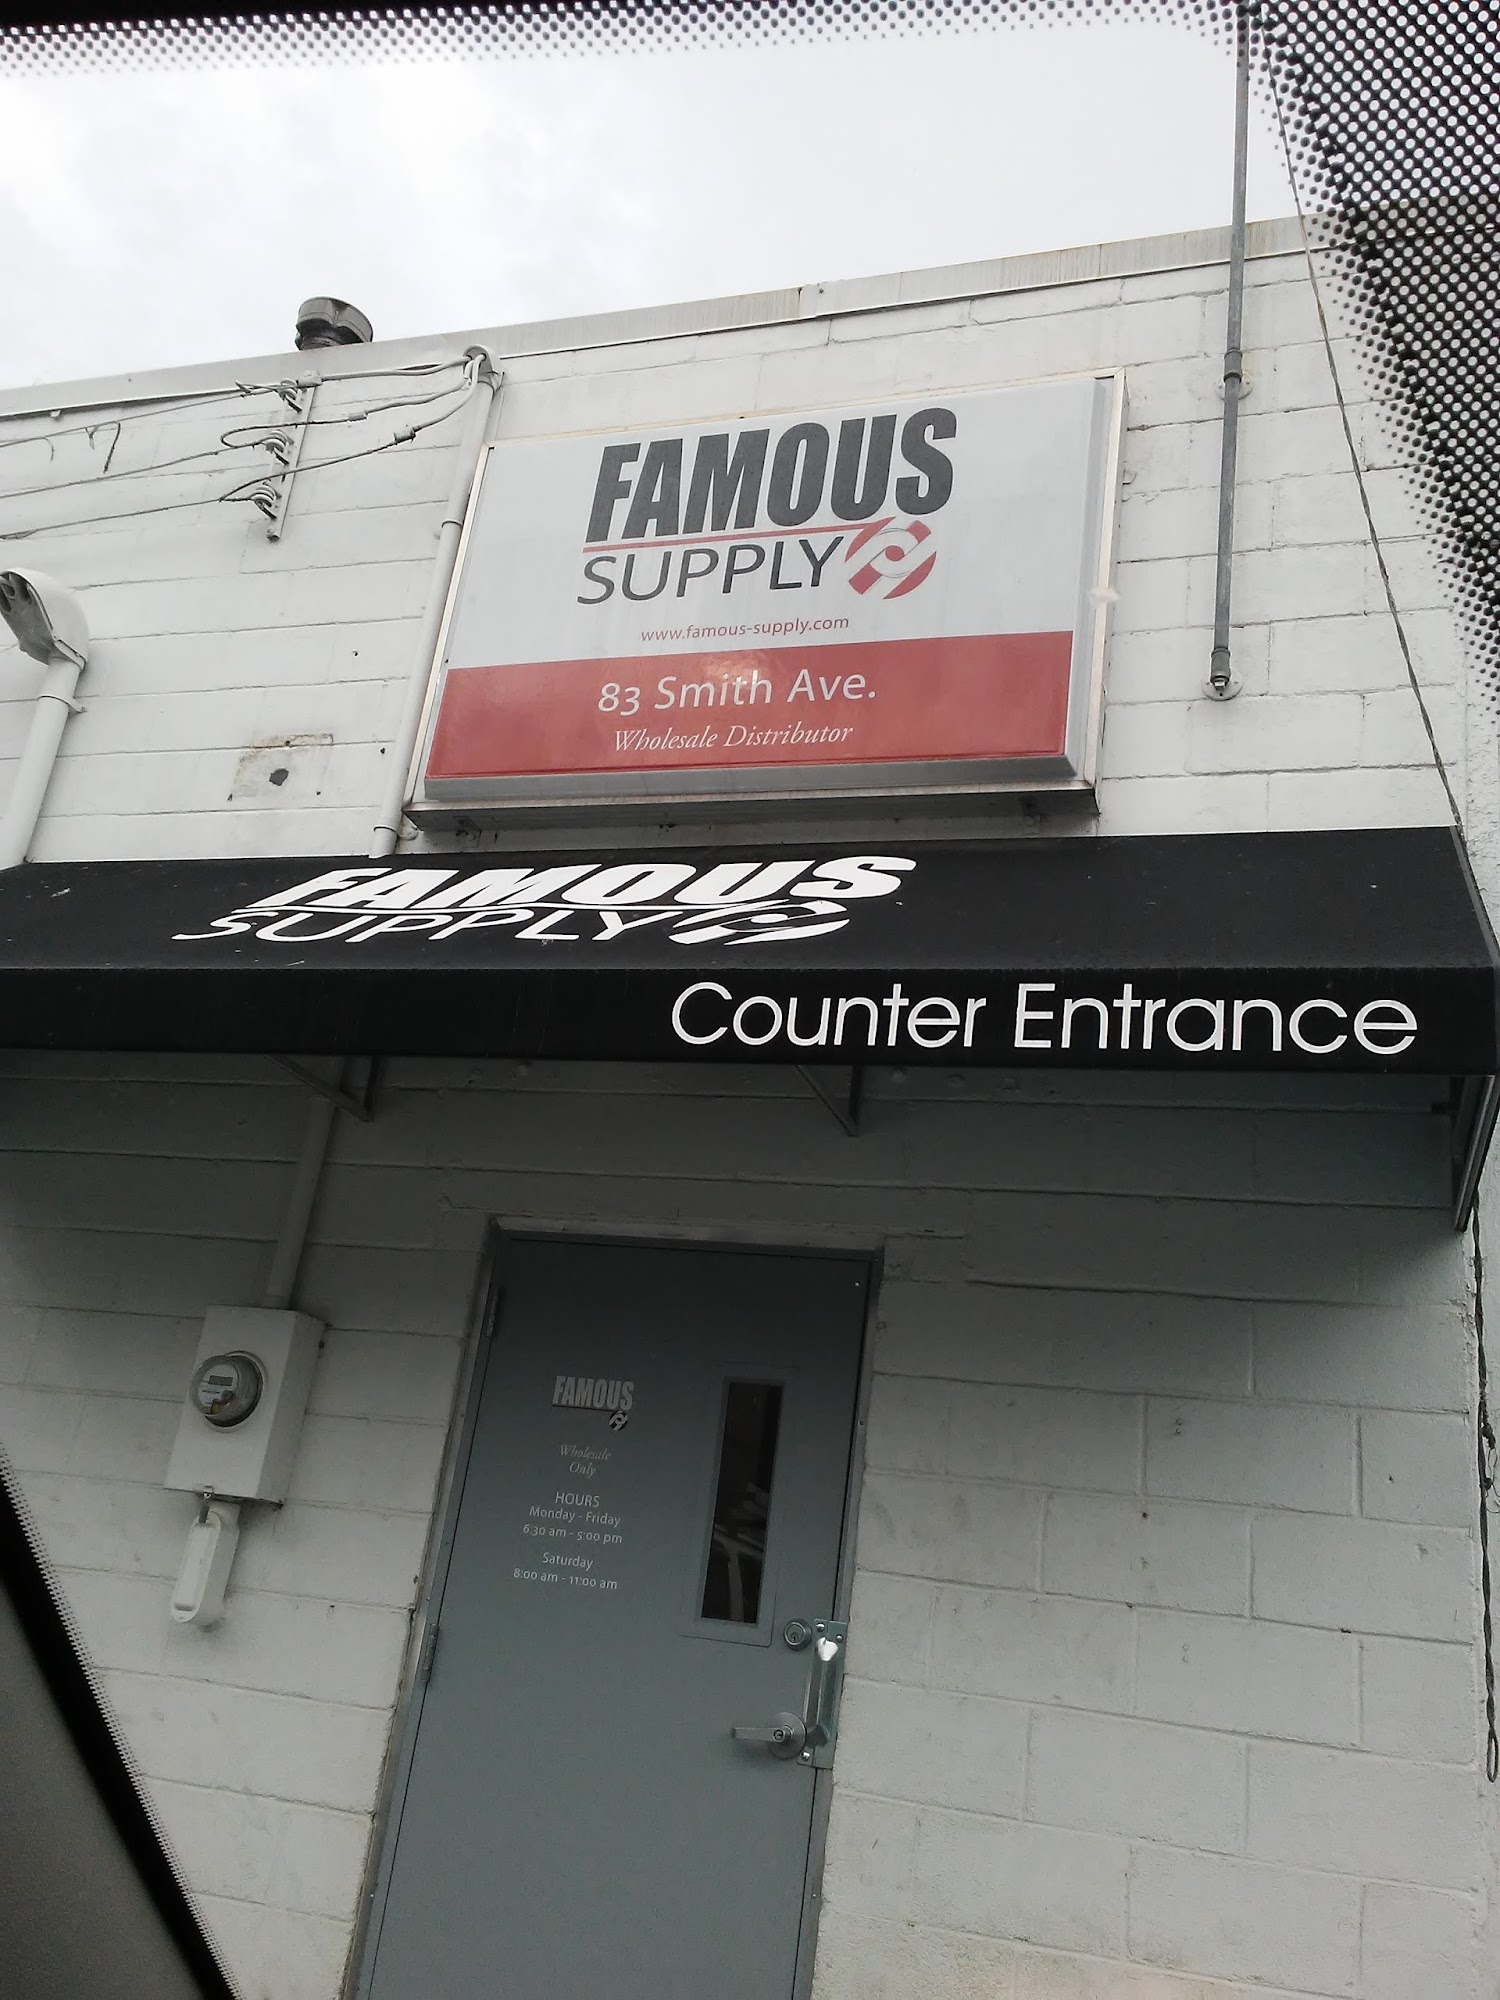 FAMOUS
SUPPLY
www.famous-supply.com
83 Smith Ave.
Wholesale Distributor
FAMOUS
SUPPLY
Counter Entrance
FAMOUS
Wholesale
Only
HOURS
Monday - Friday
6:30 am - 5:00 pm
Saturday
8:00 am - 11:00 am